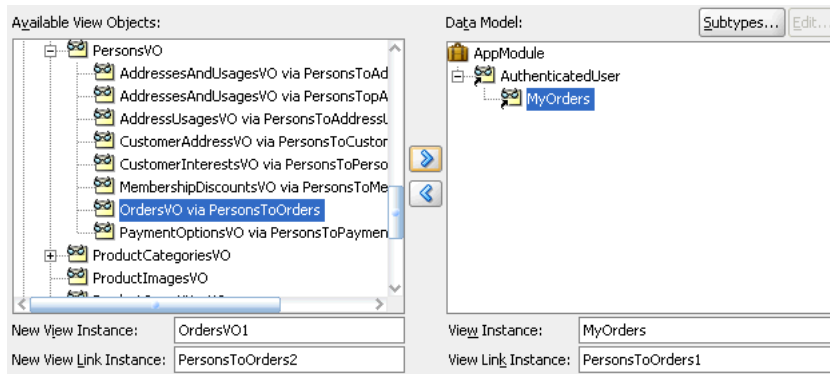 Available View Objects:
PersonsVO
AddressesAndUsagesVO via PersonsToAd
AddressesAndUsagesVO via PersonsTopA
AddressUsagesVO via PersonsToAddressU
CustomerAddressVO via PersonsToCustor
CustomerInterestsVO via PersonsToPerso
MembershipDiscountsVO via PersonsToMe
OrdersVO via PersonsToOrders
PaymentOptionsVO via PersonsToPaymen
ProductCategoriesVO
ProductImagesVO
New View Instance: OrdersVO1
New View Link Instance: PersonsToOrders2
Data Model: Subtypes... Edit...
AppModule
AuthenticatedUser
MyOrders
View Instance: MyOrders
View Link Instance: PersonsToOrders1